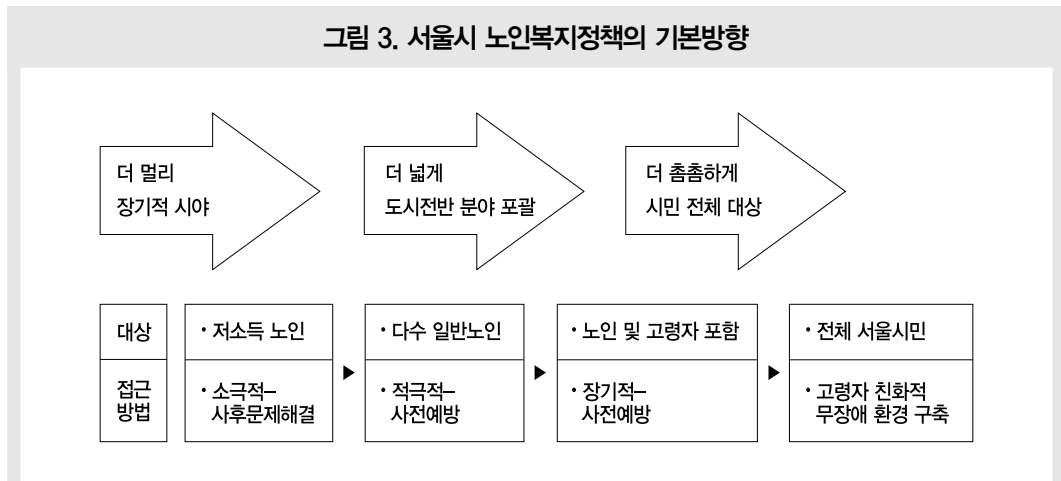 그림 3. 서울시 노인복지정책의 기본방향
더 멀리
장기적 시야
더 넓게
도시전반 분야 포괄
더 촘촘하게
시민 전체 대상
대상
· 저소득 노인
· 다수 일반노인
· 노인 및 고령자 포함
· 전체 서울시민
접근
방법
· 소극적–
사후문제해결
▶
· 적극적–
사전예방
▶
· 장기적–
사전예방
▶
· 고령자 친화적
무장애 환경 구축